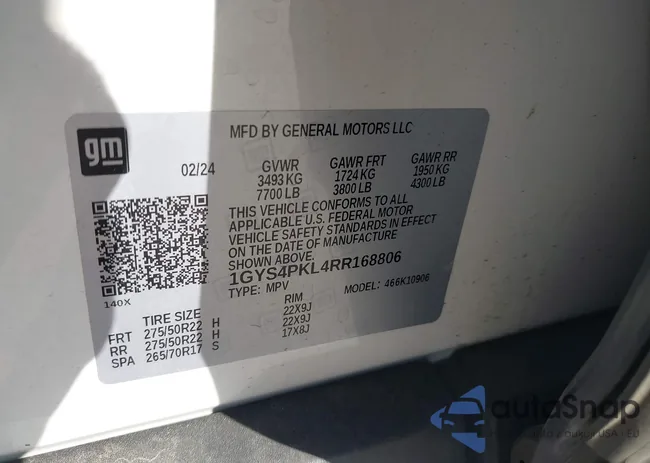 gm
MFD BY GENERAL MOTORS LLC
02/24 GVWR GAWR FRT GAWR RR
3493 KG 1724 KG 1950 KG
7700 LB 3800 LB 4300 LB
THIS VEHICLE CONFORMS TO ALL
APPLICABLE U.S. FEDERAL MOTOR
VEHICLE SAFETY STANDARDS IN EFFECT
ON THE DATE OF MANUFACTURE
SHOWN ABOVE.
1GYS4PKL4RR168806
TYPE: MPV MODEL: 466K10906
140X
TIRE SIZE RIM
FRT 275/50R22 H 22X9J
RR 275/50R22 H 22X9J
SPA 265/70R17 S 17X8J
autoSnap